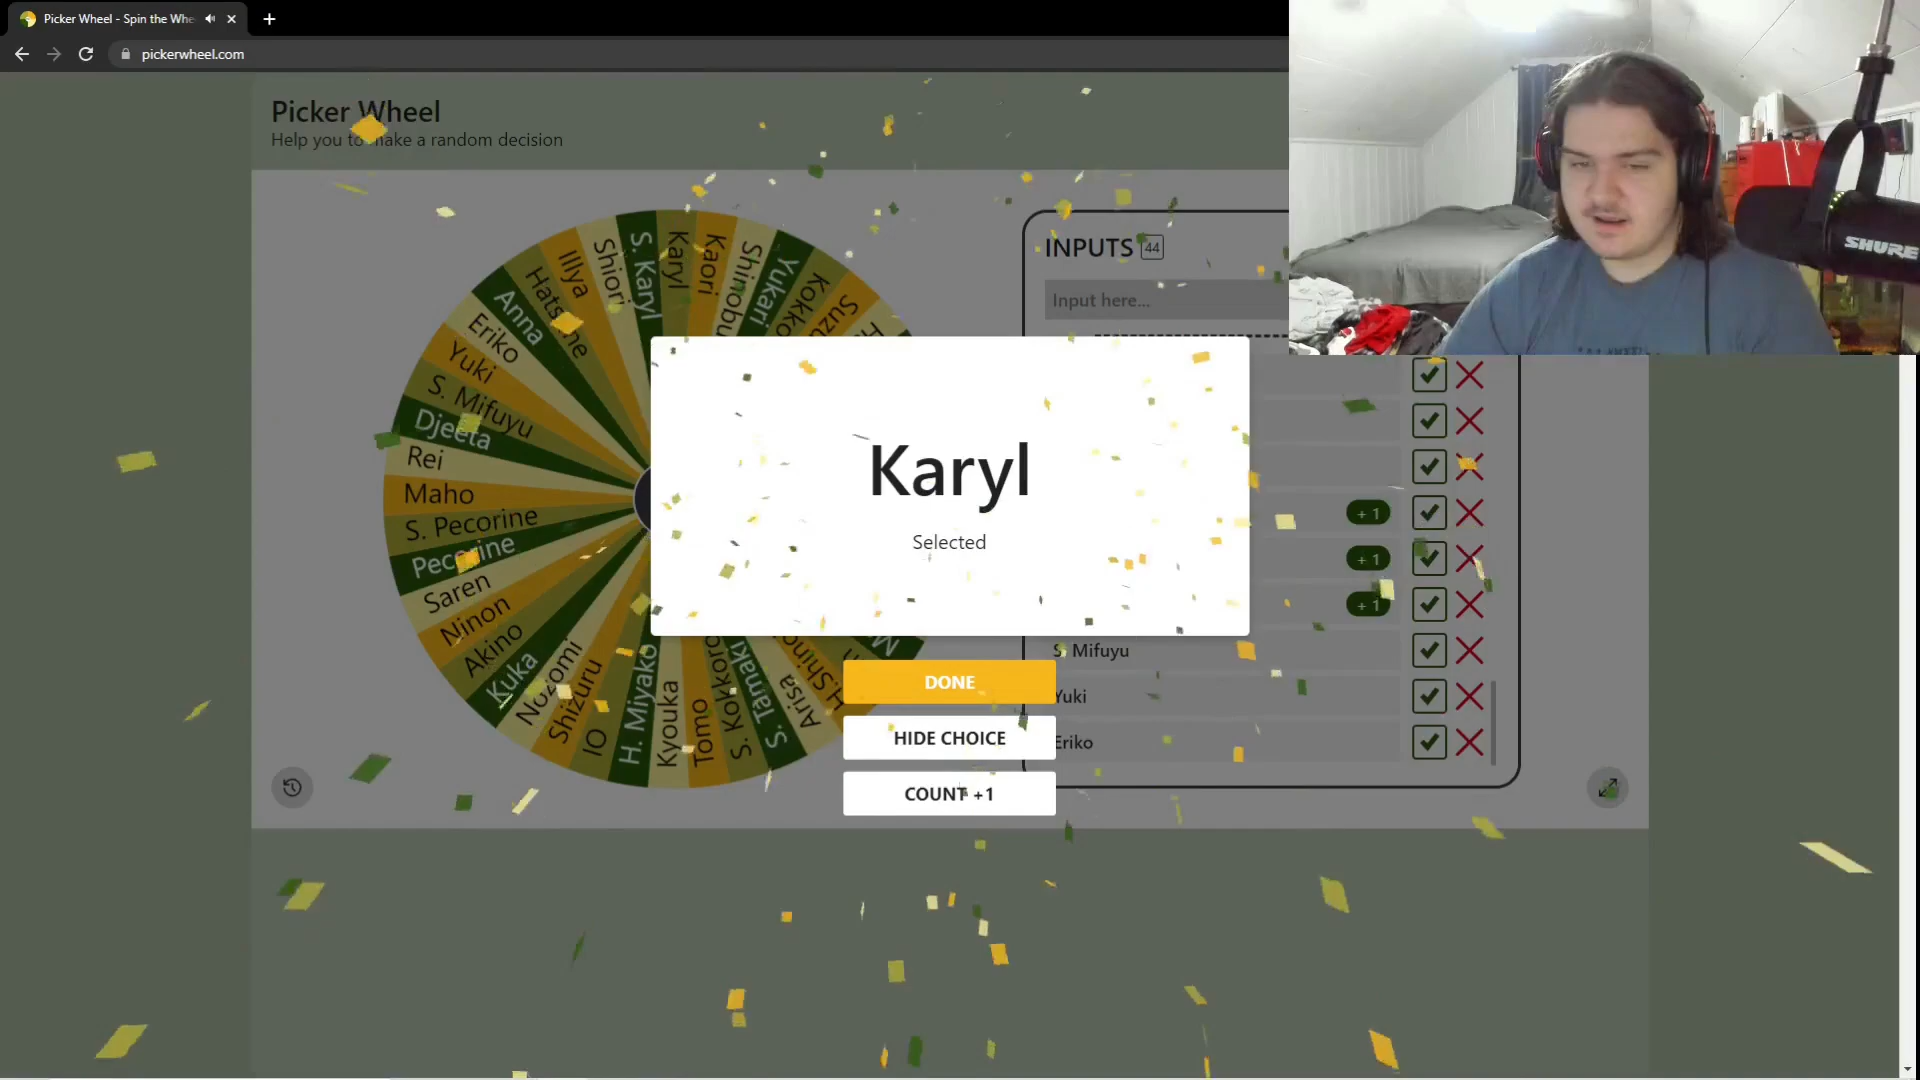 Picker Wheel - Spin the Whe
pickerwheel.com
Picker Wheel
Help you to make a random decision
INPUTS 44
Input here...
S. Karyl
Karyl
Kaori
Shinobu
Yukari
Shiori
Illya
Hatsune
Anna
Eriko
Yuki
S. Mifuyu
Djeeta
Rei
Maho
S. Pecorine
Pecorine
Saren
Ninon
Akino
Kuka
Nozomi
Shizuru
IO
H. Miyako
Kyouka
Tomo
S. Kokkoro
S. Tamaki
Arisa
Karyl
Selected
DONE
HIDE CHOICE
COUNT +1
+ 1
+ 1
+ 1
S. Mifuyu
Yuki
Eriko
SHURE